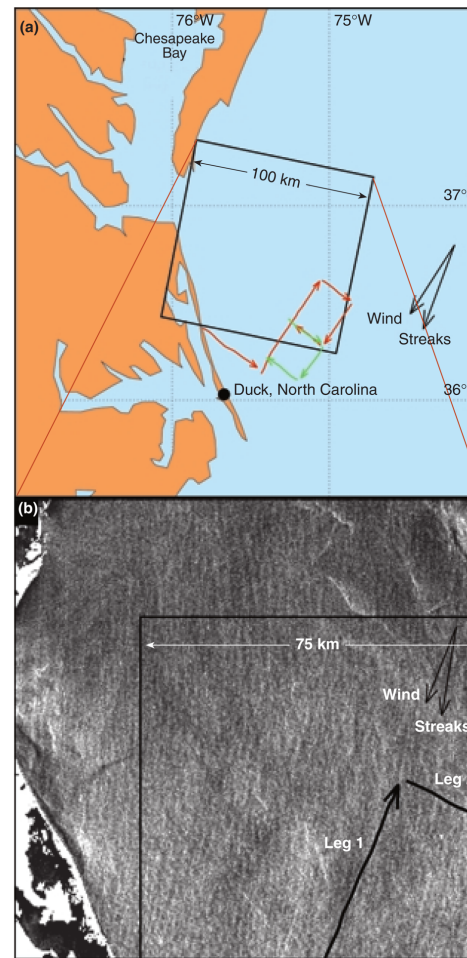 (a)
76°W
75°W
Chesapeake
Bay
100 km
37°
Wind
Streaks
Duck, North Carolina
36°
(b)
75 km
Wind
Streaks
Leg
Leg 1